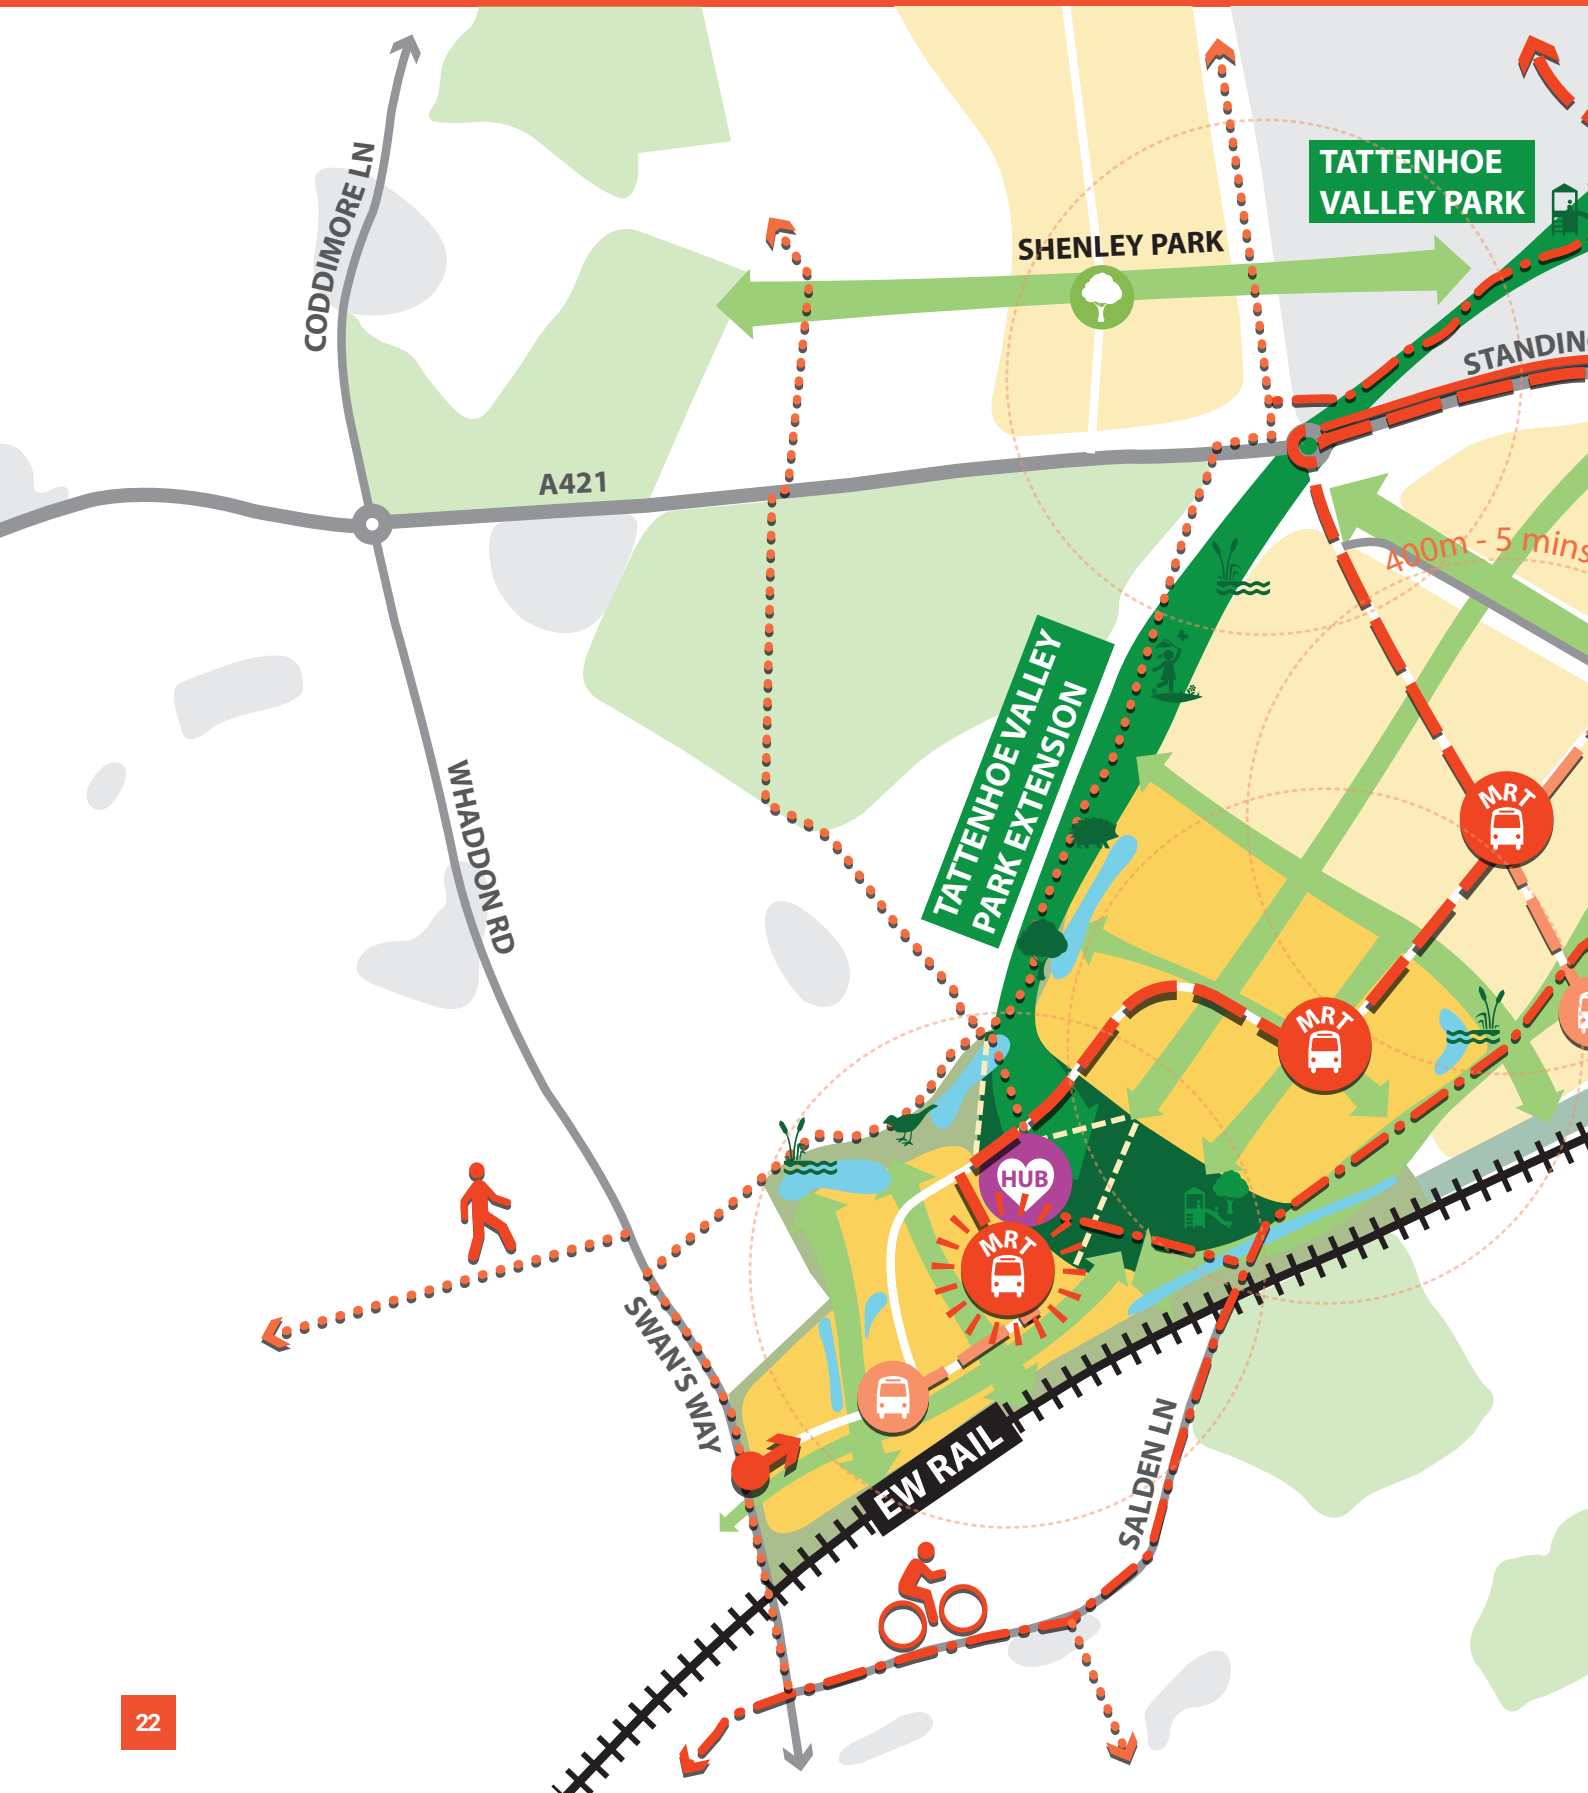 CODDIMORE LN
TATTENHOE
VALLEY PARK
SHENLEY PARK
STANDIN
A421
400m - 5 mins
TATTENHOE VALLEY
PARK EXTENSION
WHADDON RD
MRT
MRT
HUB
MRT
SWAN'S WAY
EW RAIL
SALDEN LN
22